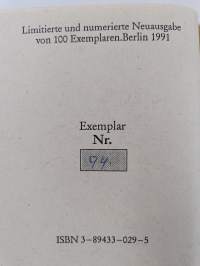 Limitierte und numerierte Neuausgabe
von 100 Exemplaren.Berlin 1991
Exemplar
Nr.
94.
ISBN 3-89433-029-5